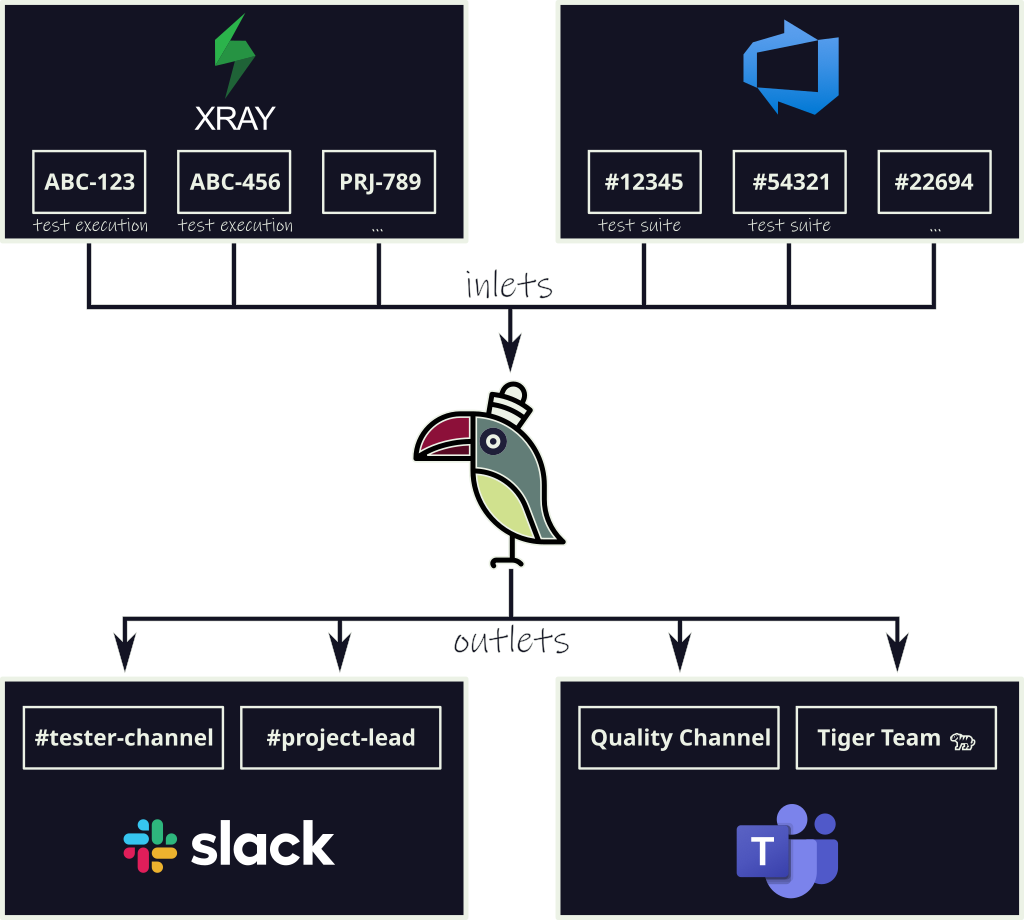 XRAY
ABC-123 ABC-456 PRJ-789
test execution test execution ...
#12345 #54321 #22694
test suite test suite ...
inlets
outlets
#tester-channel #project-lead
slack
Quality Channel Tiger Team
T